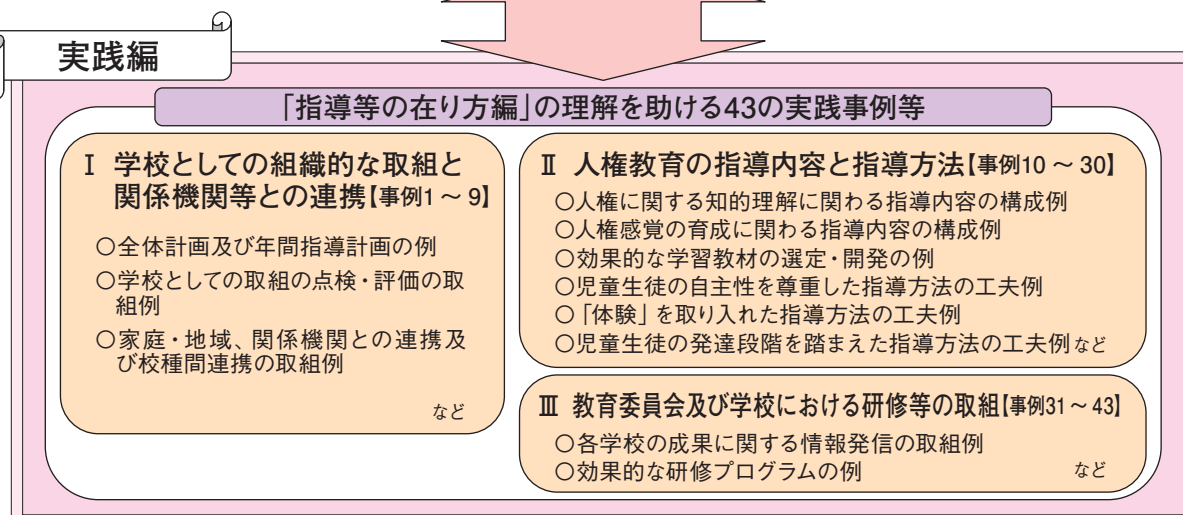 実践編
「指導等の在り方編」の理解を助ける43の実践事例等
Ⅰ 学校としての組織的な取組と
関係機関等との連携【事例1～9】
○全体計画及び年間指導計画の例
○学校としての取組の点検・評価の取
組例
○家庭・地域、関係機関との連携及
び校種間連携の取組例
など
Ⅱ 人権教育の指導内容と指導方法【事例10～30】
○人権に関する知的理解に関わる指導内容の構成例
○人権感覚の育成に関わる指導内容の構成例
○効果的な学習教材の選定・開発の例
○児童生徒の自主性を尊重した指導方法の工夫例
○「体験」を取り入れた指導方法の工夫例
○児童生徒の発達段階を踏まえた指導方法の工夫例など
Ⅲ 教育委員会及び学校における研修等の取組【事例31～43】
○各学校の成果に関する情報発信の取組例
○効果的な研修プログラムの例 など